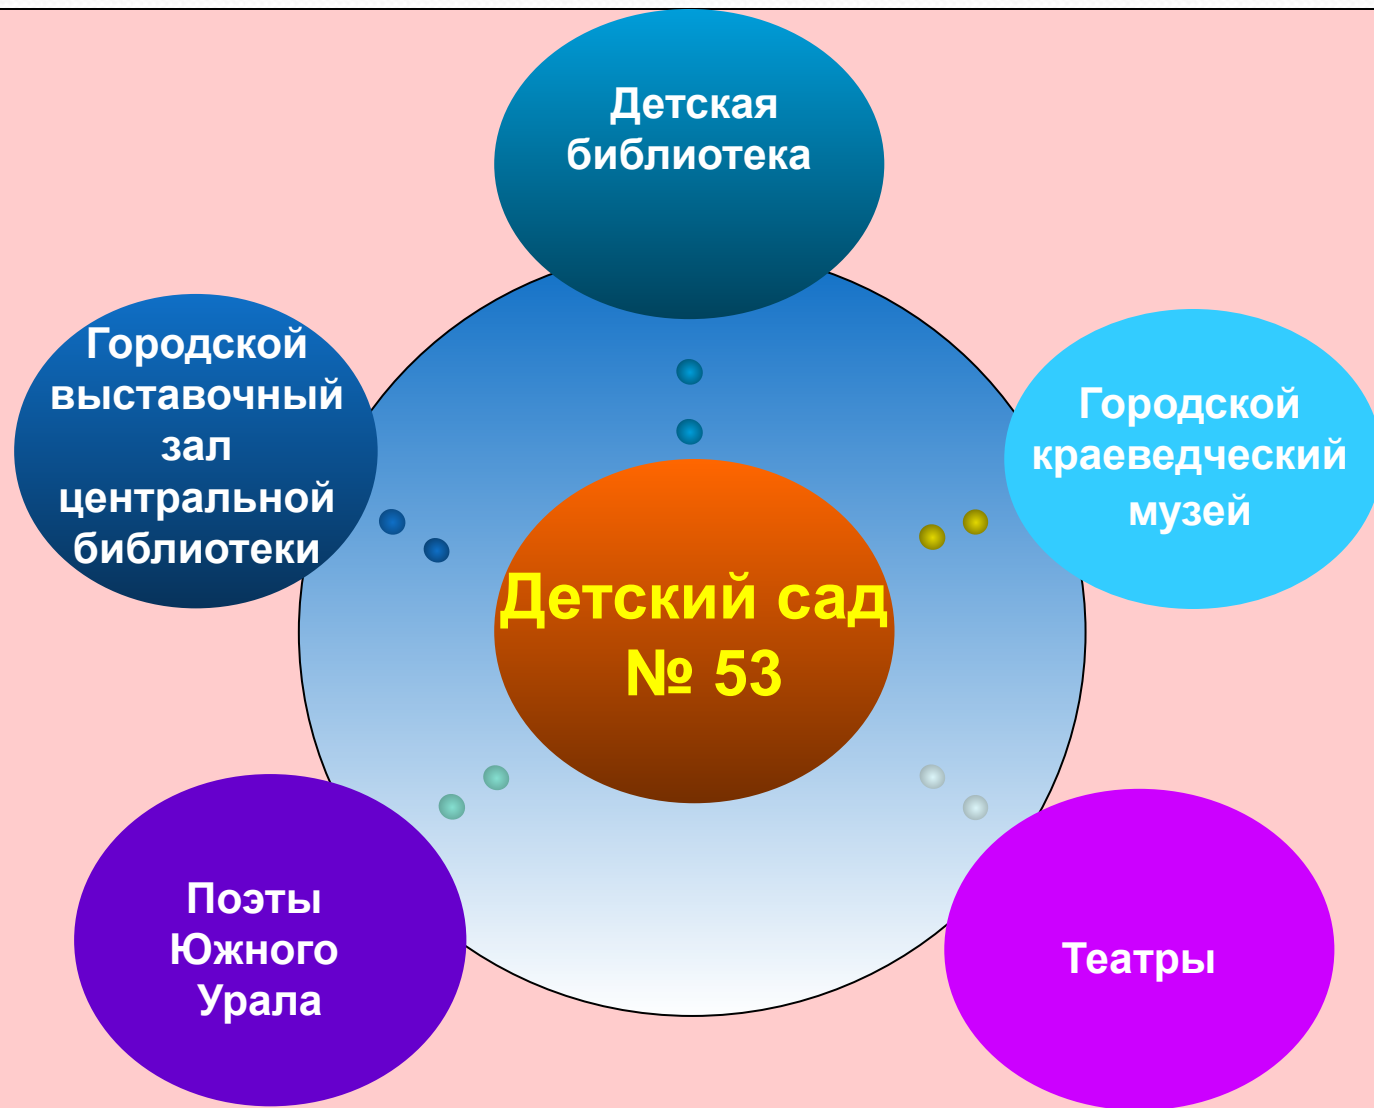 Детская
библиотека
Городской
выставочный
зал
центральной
библиотеки
Городской
краеведческий
музей
Детский сад
№ 53
Поэты
Южного
Урала
Театры